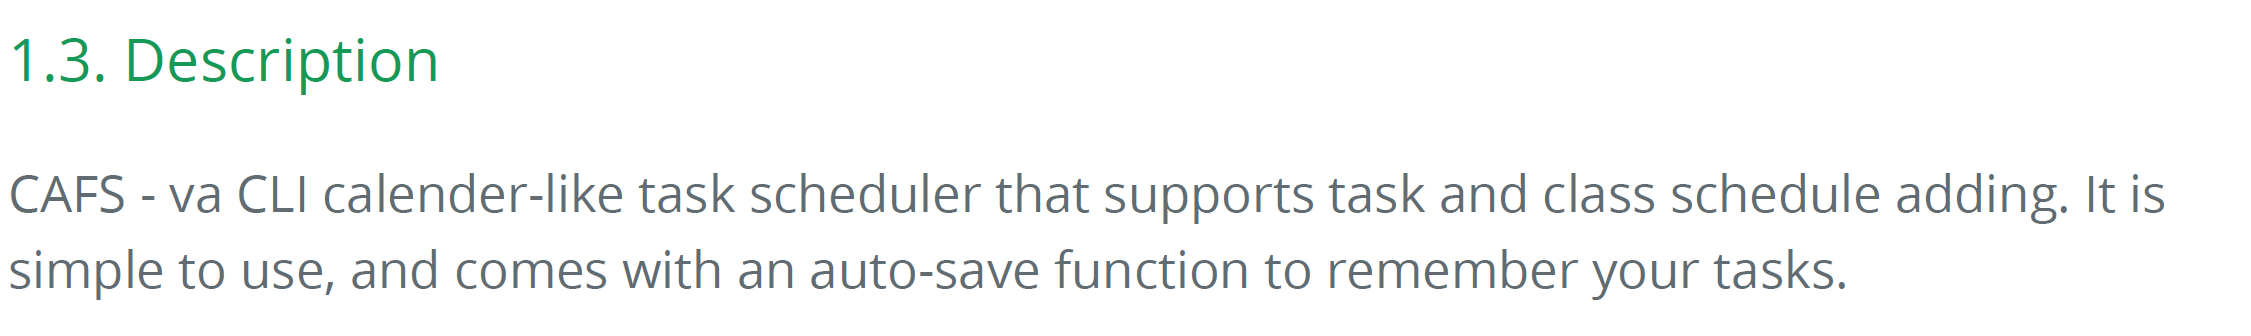 1.3. Description
CAFS - va CLI calender-like task scheduler that supports task and class schedule adding. It is
simple to use, and comes with an auto-save function to remember your tasks.